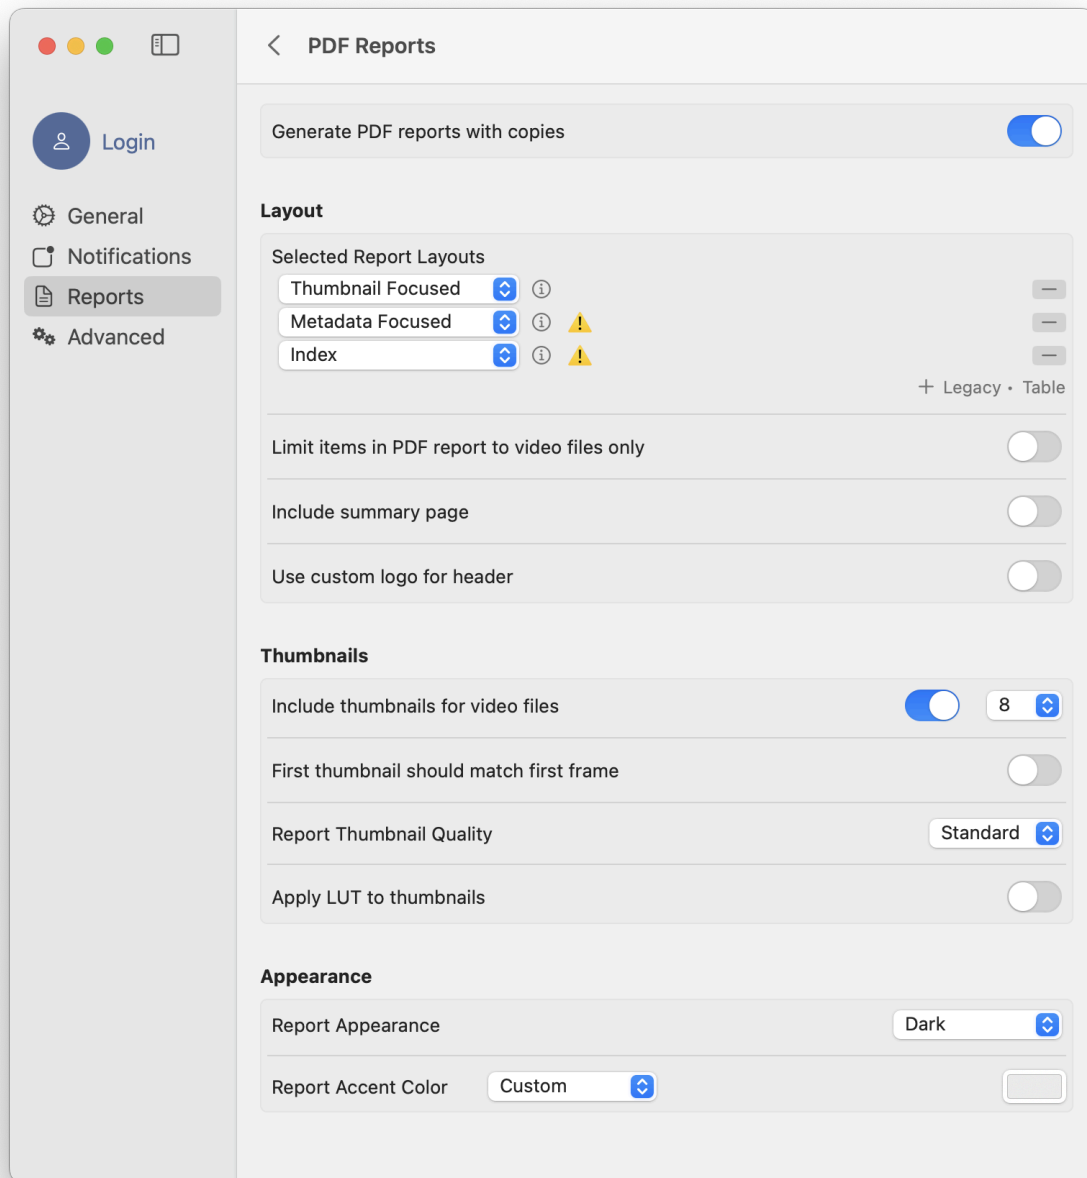 PDF Reports
Login
General
Notifications
Reports
Advanced
Generate PDF reports with copies
Layout
Selected Report Layouts
Thumbnail Focused
Metadata Focused
Index
+ Legacy • Table
Limit items in PDF report to video files only
Include summary page
Use custom logo for header
Thumbnails
Include thumbnails for video files 8
First thumbnail should match first frame
Report Thumbnail Quality Standard
Apply LUT to thumbnails
Appearance
Report Appearance Dark
Report Accent Color Custom